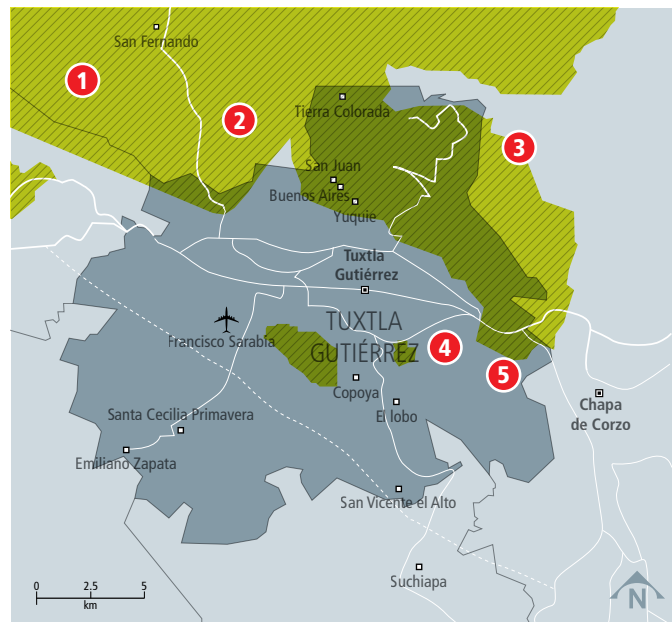 San Fernando
1
2
Tierra Colorada
3
San Juan
Buenos Aires
Yuquie
Tuxtla
Gutiérrez
TUXTLA
GUTIÉRREZ
Francisco Sarabia
4
5
Copoya
El lobo
Chapa
de Corzo
Santa Cecilia Primavera
Emiliano Zapata
San Vicente el Alto
Suchiapa
0 2.5 5
km
N